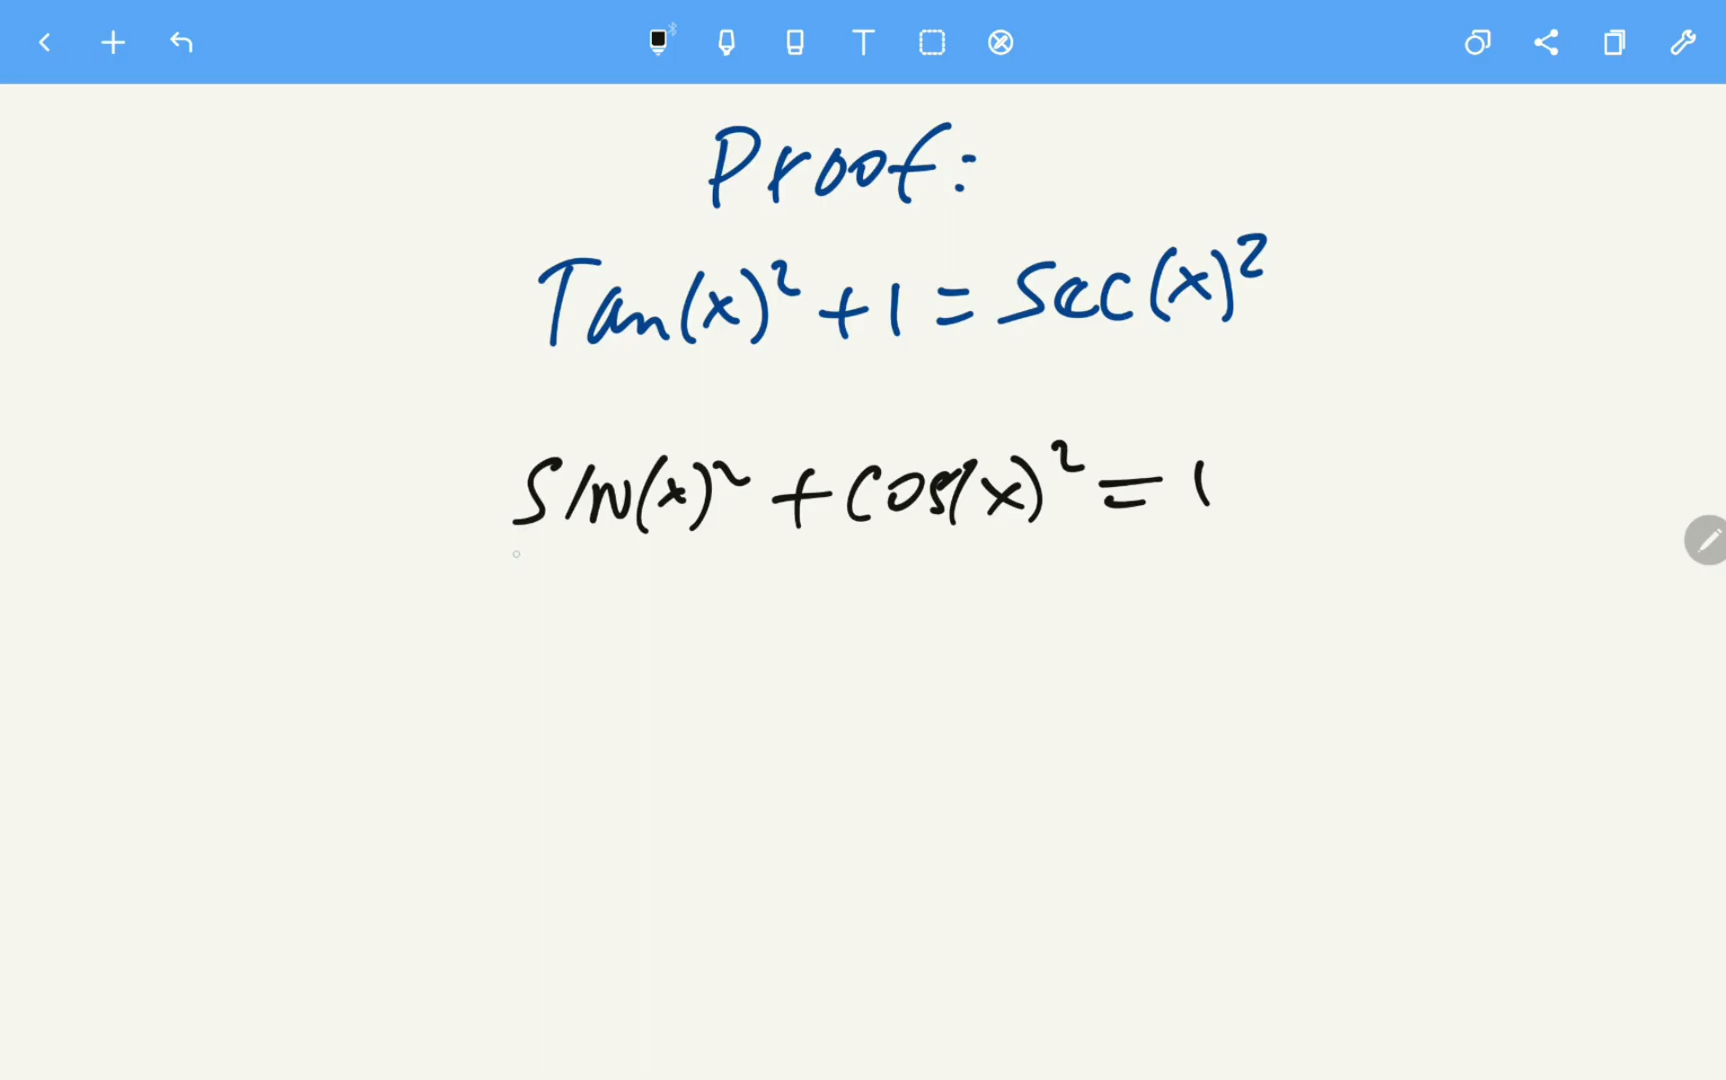 Proof:
Tan(x)² + 1 = Sec(x)²
Sin(x)² + Cos(x)² = 1